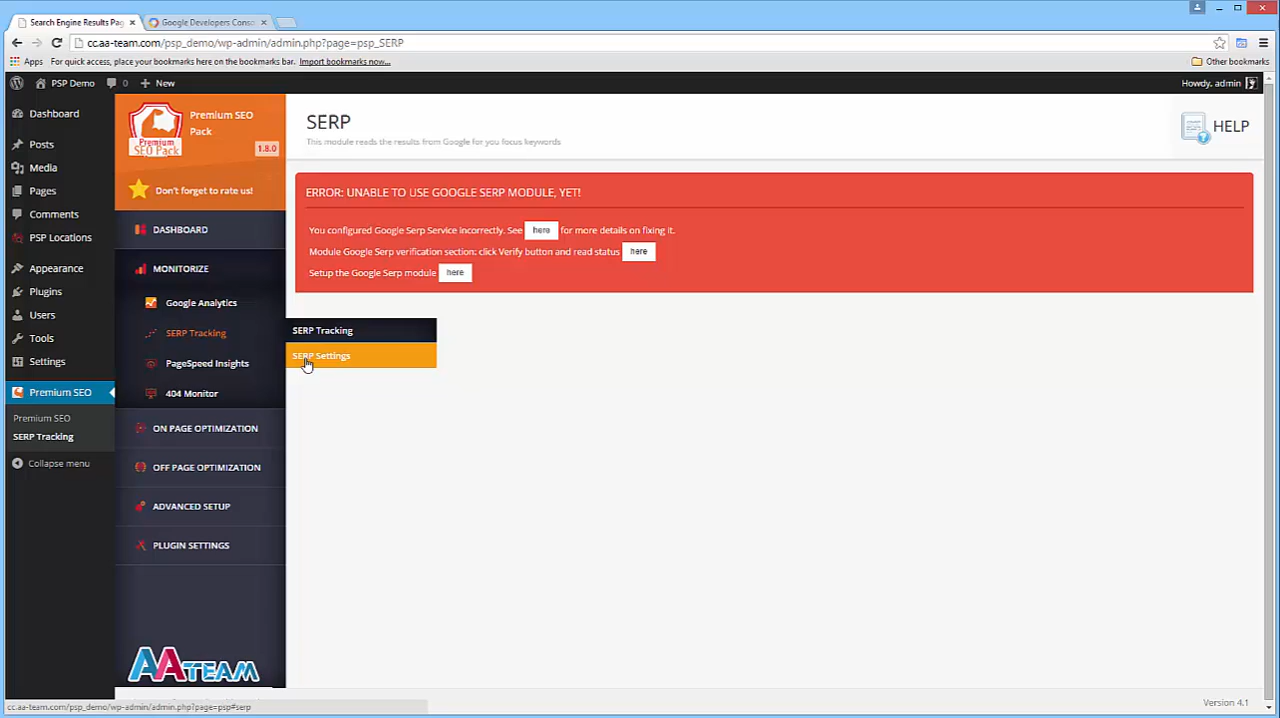 Search Engine Results Pag
Google Developers Conso
cc.aa-team.com/psp_demo/wp-admin/admin.php?page=psp_SERP
Apps For quick access, place your bookmarks here on the bookmarks bar. Import bookmarks now...
Other bookmarks
PSP Demo 0 New
Howdy, admin
Dashboard
Posts
Media
Pages
Comments
PSP Locations
Appearance
Plugins
Users
Tools
Settings
Premium SEO
Premium SEO
SERP Tracking
Collapse menu
Premium
SEO PACK
Premium SEO
Pack
1.8.0
Don't forget to rate us!
DASHBOARD
MONITORIZE
Google Analytics
SERP Tracking
PageSpeed Insights
404 Monitor
ON PAGE OPTIMIZATION
OFF PAGE OPTIMIZATION
ADVANCED SETUP
PLUGIN SETTINGS
AATEAM
SERP Tracking
SERP Settings
SERP
This module reads the results from Google for you focus keywords
HELP
ERROR: UNABLE TO USE GOOGLE SERP MODULE, YET!
You configured Google Serp Service incorrectly. See here for more details on fixing it.
Module Google Serp verification section: click Verify button and read status here
Setup the Google Serp module here
cc.aa-team.com/psp_demo/wp-admin/admin.php?page=psp#serp
Version 4.1